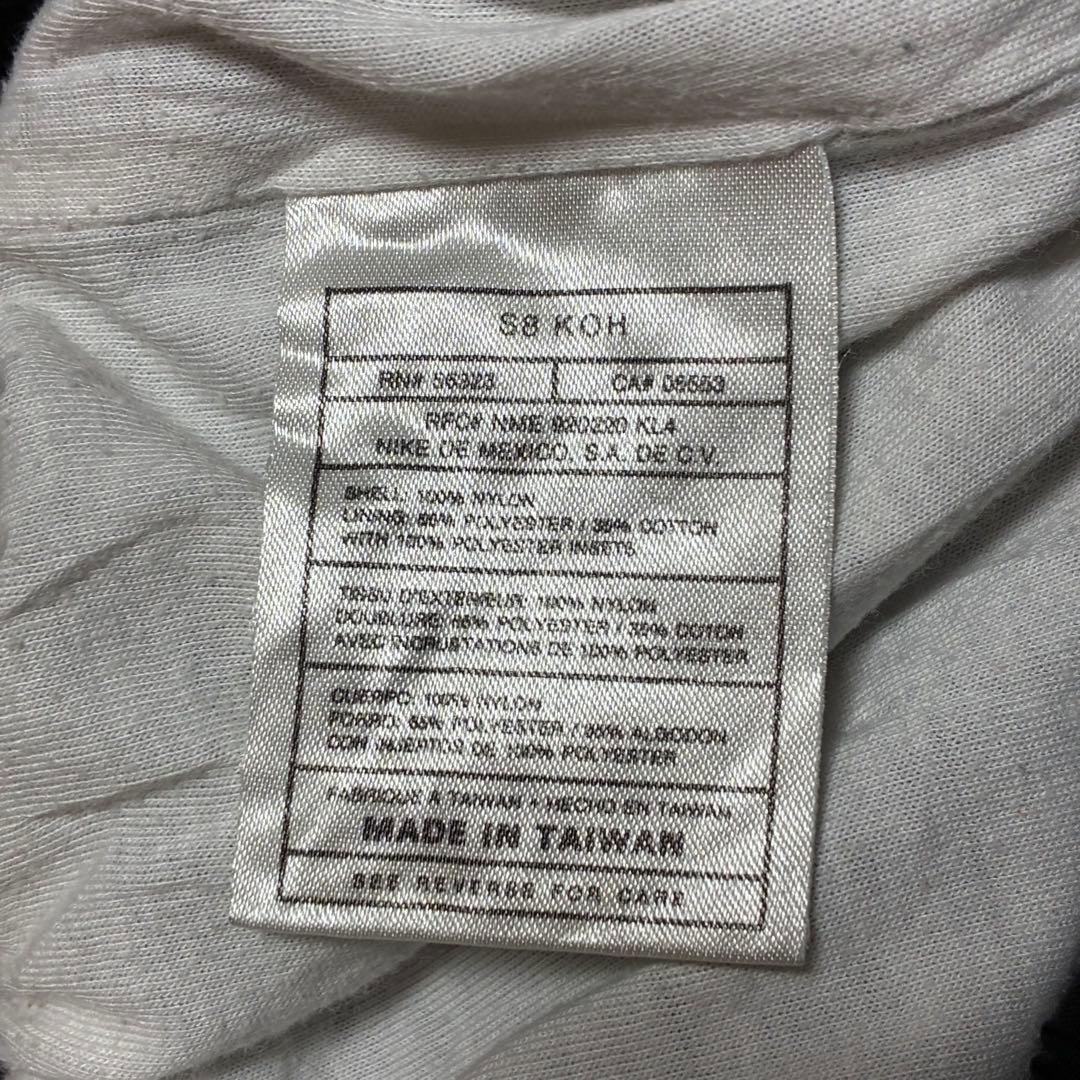 S8 KOH
RN# 56323 CA# 05553
RFC# NME 920220 KL4
NIKE DE MEXICO, S.A. DE C.V.
SHELL: 100% NYLON
LINING: 65% POLYESTER / 35% COTTON
WITH 100% POLYESTER INSETS
TISSU D'EXTERIEUR: 100% NYLON
DOUBLURE: 65% POLYESTER / 35% COTON
AVEC INCRUSTATIONS DE 100% POLYESTER
CUERPO: 100% NYLON
FORRO: 65% POLYESTER / 35% ALGODON
CON INSERTOS DE 100% POLYESTER
FABRIQUE À TAIWAN • HECHO EN TAIWAN
MADE IN TAIWAN
SEE REVERSE FOR CARE